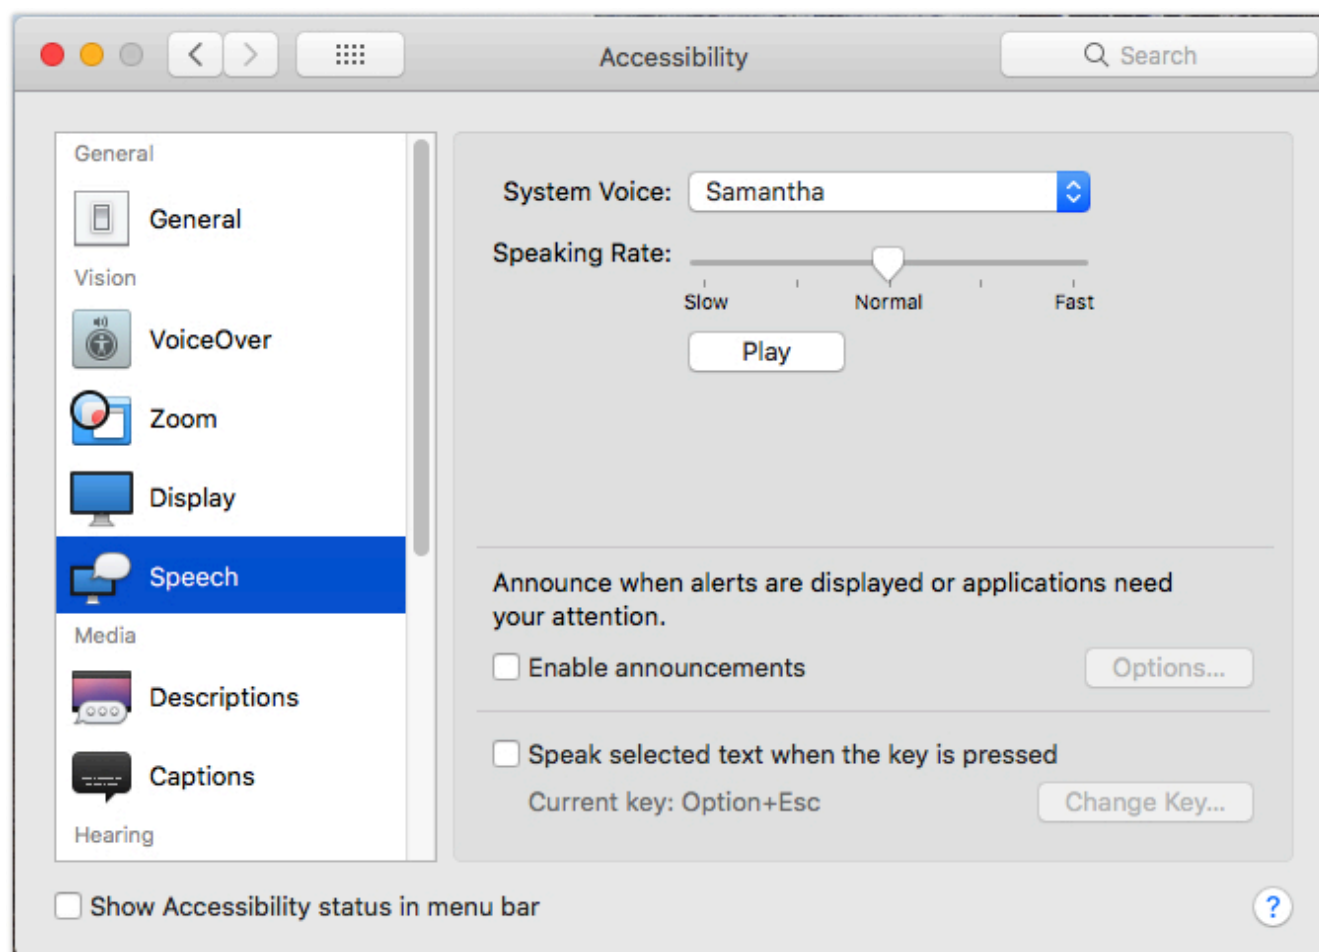 Accessibility
Search
General
General
Vision
VoiceOver
Zoom
Display
Speech
Media
Descriptions
Captions
Hearing
System Voice: Samantha
Speaking Rate:
Slow Normal Fast
Play
Announce when alerts are displayed or applications need
your attention.
Enable announcements Options...
Speak selected text when the key is pressed
Current key: Option+Esc Change Key...
Show Accessibility status in menu bar ?